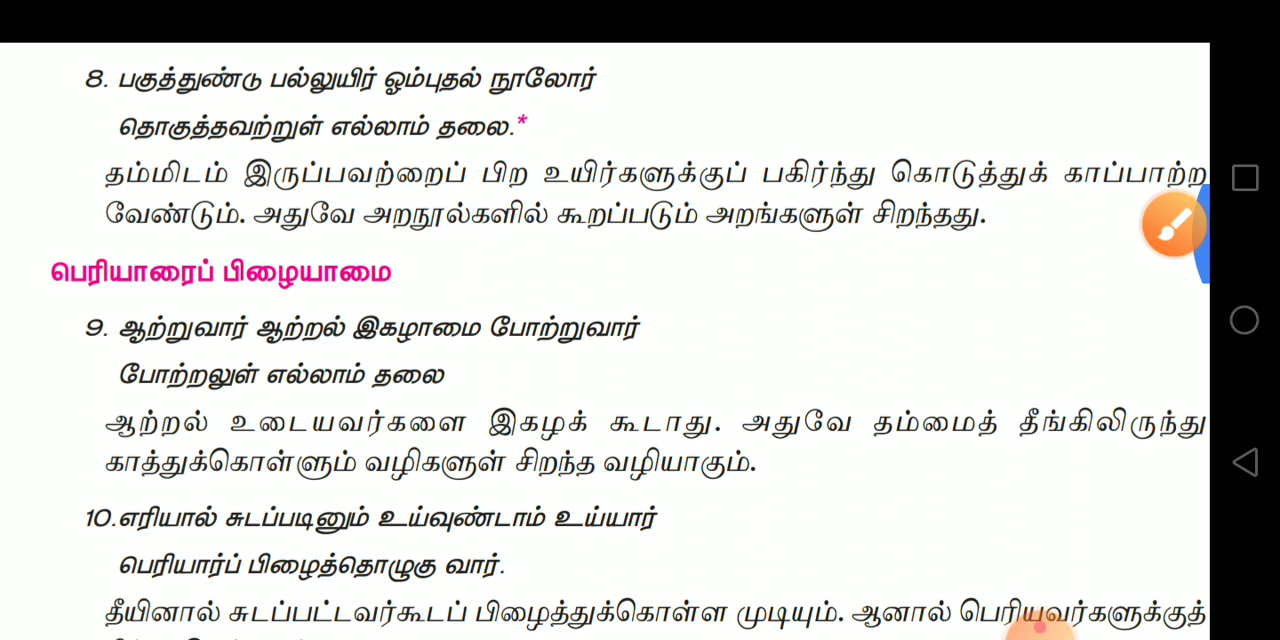 8. பகுத்துண்டு பல்லுயிர் ஓம்புதல் நூலோர்
தொகுத்தவற்றுள் எல்லாம் தலை.*
தம்மிடம் இருப்பவற்றைப் பிற உயிர்களுக்குப் பகிர்ந்து கொடுத்துக் காப்பாற்ற
வேண்டும். அதுவே அறநூல்களில் கூறப்படும் அறங்களுள் சிறந்தது.
பெரியாரைப் பிழையாமை
9. ஆற்றுவார் ஆற்றல் இகழாமை போற்றுவார்
போற்றலுள் எல்லாம் தலை
ஆற்றல் உடையவர்களை இகழக் கூடாது. அதுவே தம்மைத் தீங்கிலிருந்து
காத்துக்கொள்ளும் வழிகளுள் சிறந்த வழியாகும்.
10.எரியால் சுடப்படினும் உய்வுண்டாம் உய்யார்
பெரியார்ப் பிழைத்தொழுகு வார்.
தீயினால் சுடப்பட்டவர்கூடப் பிழைத்துக்கொள்ள முடியும். ஆனால் பெரியவர்களுக்குத்